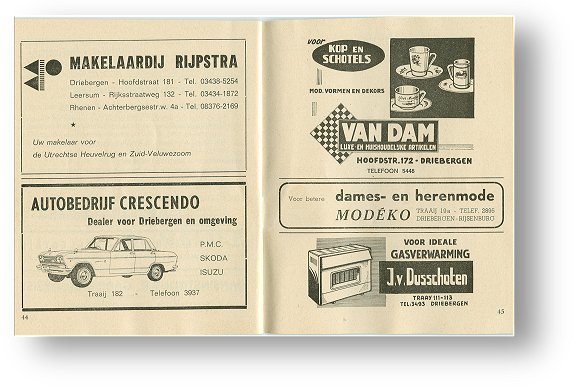 MAKELAARDIJ RIJPSTRA
Driebergen - Hoofdstraat 181 - Tel. 03438-5254
Leersum - Rijksstraatweg 132 - Tel. 03434-1872
Rhenen - Achterbergsestr.w. 4a - Tel. 08376-2169
Uw makelaar voor
de Utrechtse Heuvelrug en Zuid-Veluwezoom
AUTOBEDRIJF CRESCENDO
Dealer voor Driebergen en omgeving
P.M.C.
SKODA
ISUZU
Traaij 182 - Telefoon 3937
44
voor
KOP EN
SCHOTELS
MOD. VORMEN EN DEKORS
VAN DAM
LUXE- EN HUISHOUDELIJKE ARTIKELEN
HOOFDSTR. 172 - DRIEBERGEN
TELEFOON 5448
Voor betere dames- en herenmode
MODÉKO TRAAIJ 19a - TELEF. 2895
DRIEBERGEN-RIJSENBURG
VOOR IDEALE
GASVERWARMING
J.v. Dusschoten
TRAAY 111-113
TEL: 3493 DRIEBERGEN
45